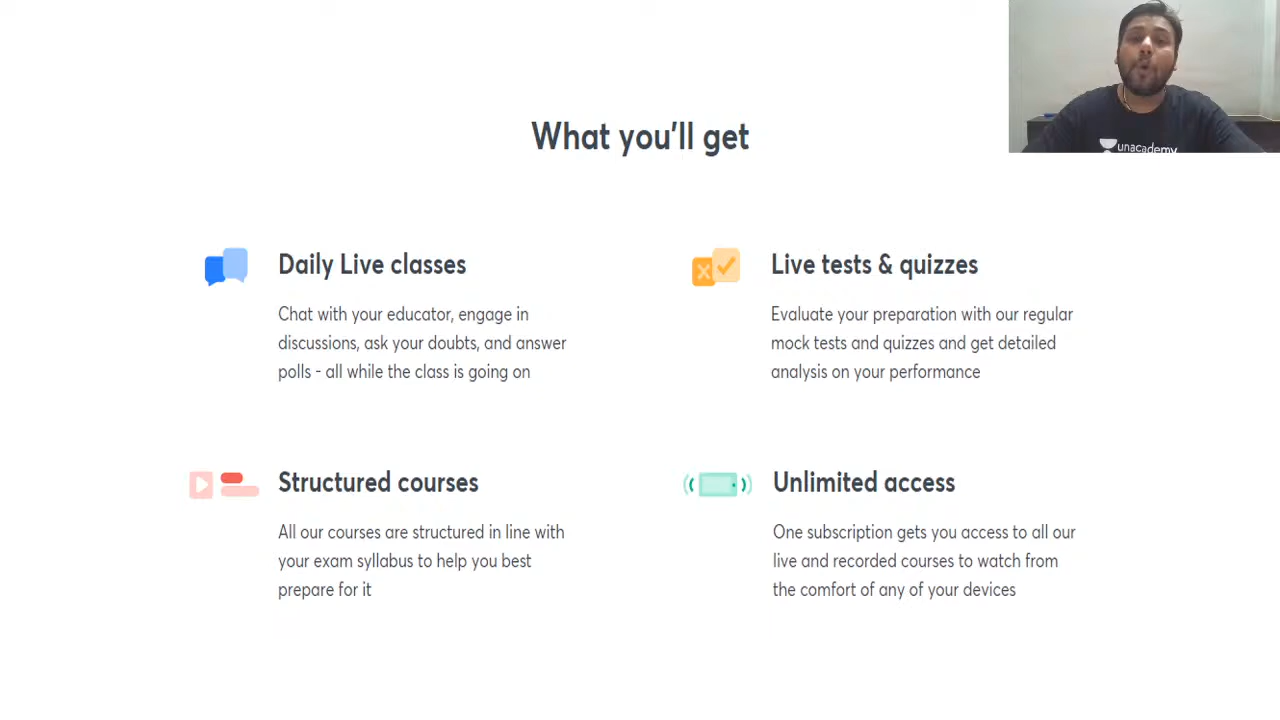 What you'll get
unacademy
Daily Live classes
Chat with your educator, engage in
discussions, ask your doubts, and answer
polls - all while the class is going on
Live tests & quizzes
Evaluate your preparation with our regular
mock tests and quizzes and get detailed
analysis on your performance
Structured courses
All our courses are structured in line with
your exam syllabus to help you best
prepare for it
Unlimited access
One subscription gets you access to all our
live and recorded courses to watch from
the comfort of any of your devices